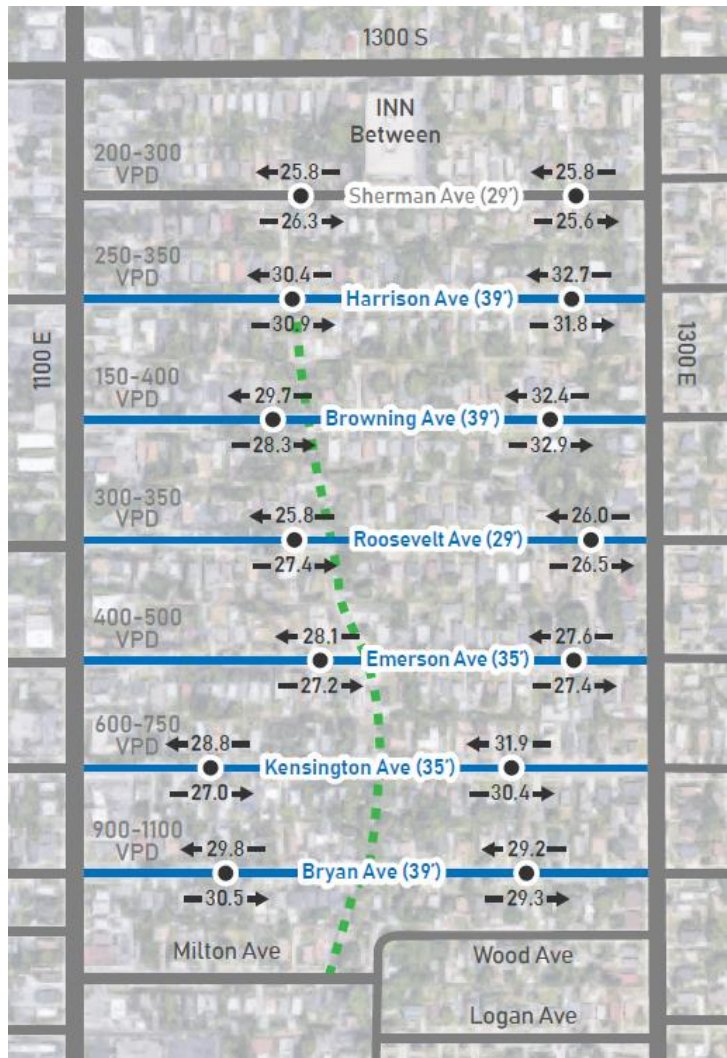 1300 S
INN
Between
200-300
VPD
25.8
25.8
Sherman Ave (29')
26.3
25.6
250-350
VPD
30.4
32.7
Harrison Ave (39')
30.9
31.8
1100 E
1300 E
150-400
VPD
29.7
32.4
Browning Ave (39')
28.3
32.9
300-350
VPD
25.8
26.0
Roosevelt Ave (29')
27.4
26.5
400-500
VPD
28.1
27.6
Emerson Ave (35')
27.2
27.4
600-750
VPD
28.8
31.9
Kensington Ave (35')
27.0
30.4
900-1100
VPD
29.8
29.2
Bryan Ave (39')
30.5
29.3
Milton Ave
Wood Ave
Logan Ave